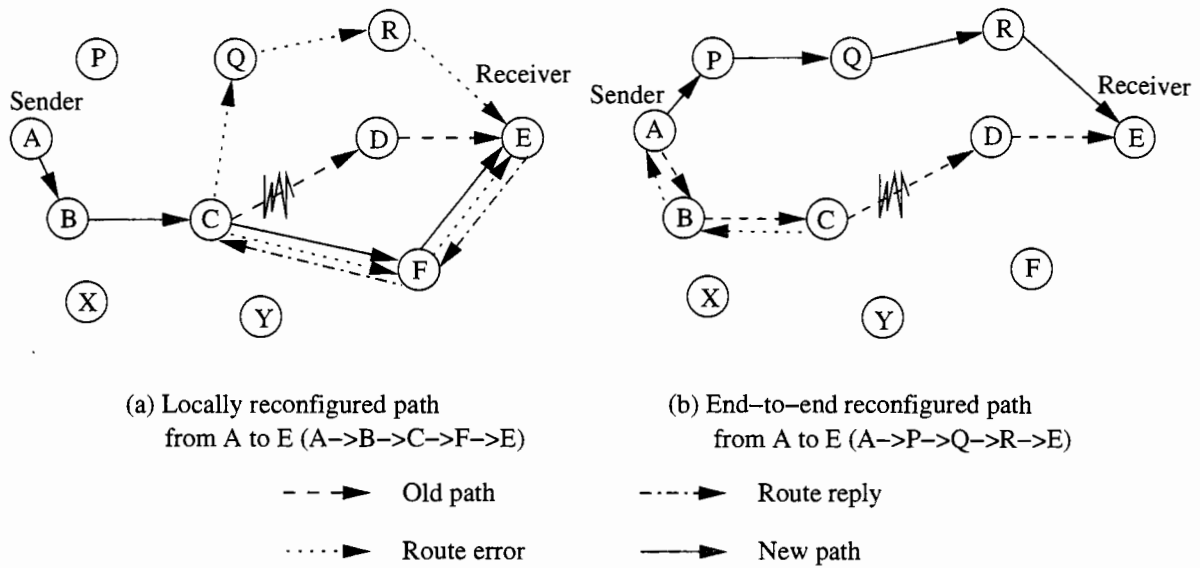 P
Q
R
Receiver
Sender
A
D
E
B
C
F
X
Y
(a) Locally reconfigured path
from A to E (A–>B–>C–>F–>E)
R
P
Q
Receiver
Sender
A
D
E
B
C
F
X
Y
(b) End–to–end reconfigured path
from A to E (A–>P–>Q–>R–>E)
Old path
Route reply
Route error
New path